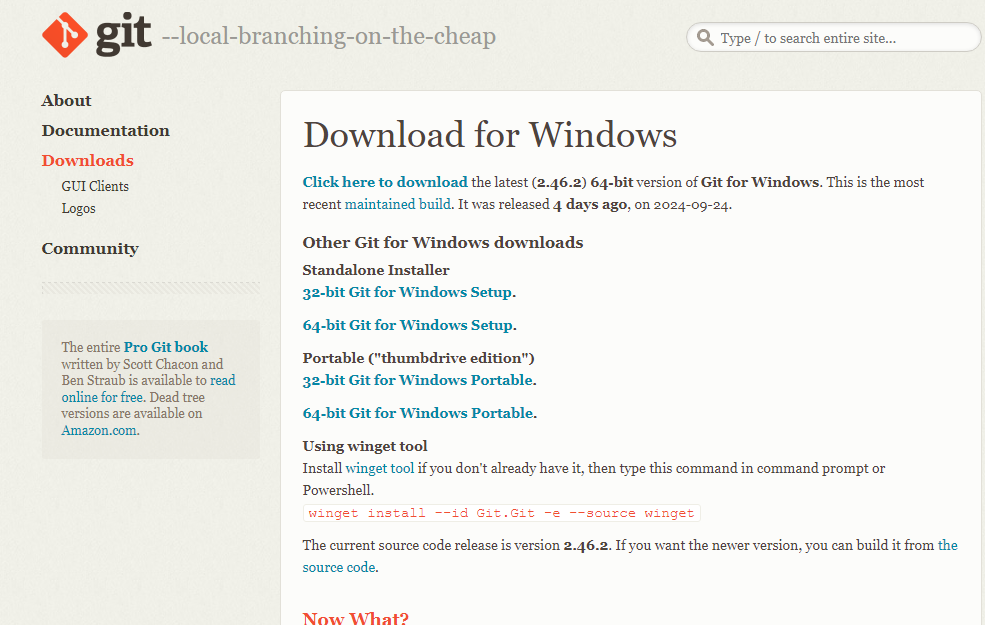 git --local-branching-on-the-cheap
Type / to search entire site...
About
Documentation
Downloads
GUI Clients
Logos
Community
The entire Pro Git book
written by Scott Chacon and
Ben Straub is available to read
online for free. Dead tree
versions are available on
Amazon.com.
Download for Windows
Click here to download the latest (2.46.2) 64-bit version of Git for Windows. This is the most
recent maintained build. It was released 4 days ago, on 2024-09-24.
Other Git for Windows downloads
Standalone Installer
32-bit Git for Windows Setup.
64-bit Git for Windows Setup.
Portable ("thumbdrive edition")
32-bit Git for Windows Portable.
64-bit Git for Windows Portable.
Using winget tool
Install winget tool if you don't already have it, then type this command in command prompt or
Powershell.
winget install --id Git.Git -e --source winget
The current source code release is version 2.46.2. If you want the newer version, you can build it from the
source code.
Now What?